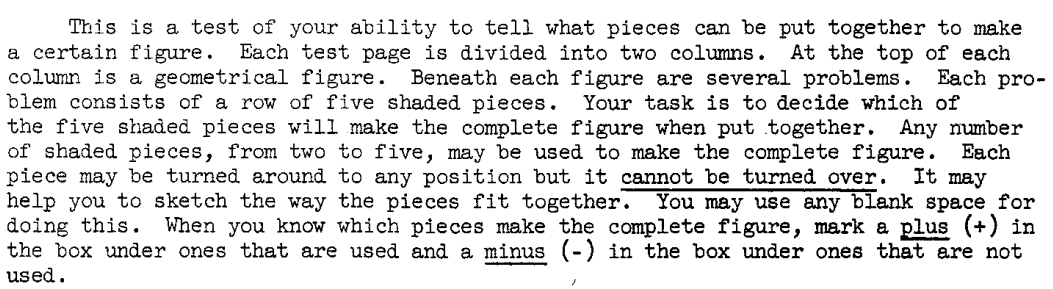 This is a test of your ability to tell what pieces can be put together to make
a certain figure. Each test page is divided into two columns. At the top of each
column is a geometrical figure. Beneath each figure are several problems. Each pro-
blem consists of a row of five shaded pieces. Your task is to decide which of
the five shaded pieces will make the complete figure when put together. Any number
of shaded pieces, from two to five, may be used to make the complete figure. Each
piece may be turned around to any position but it cannot be turned over. It may
help you to sketch the way the pieces fit together. You may use any blank space for
doing this. When you know which pieces make the complete figure, mark a plus (+) in
the box under ones that are used and a minus (-) in the box under ones that are not
used.